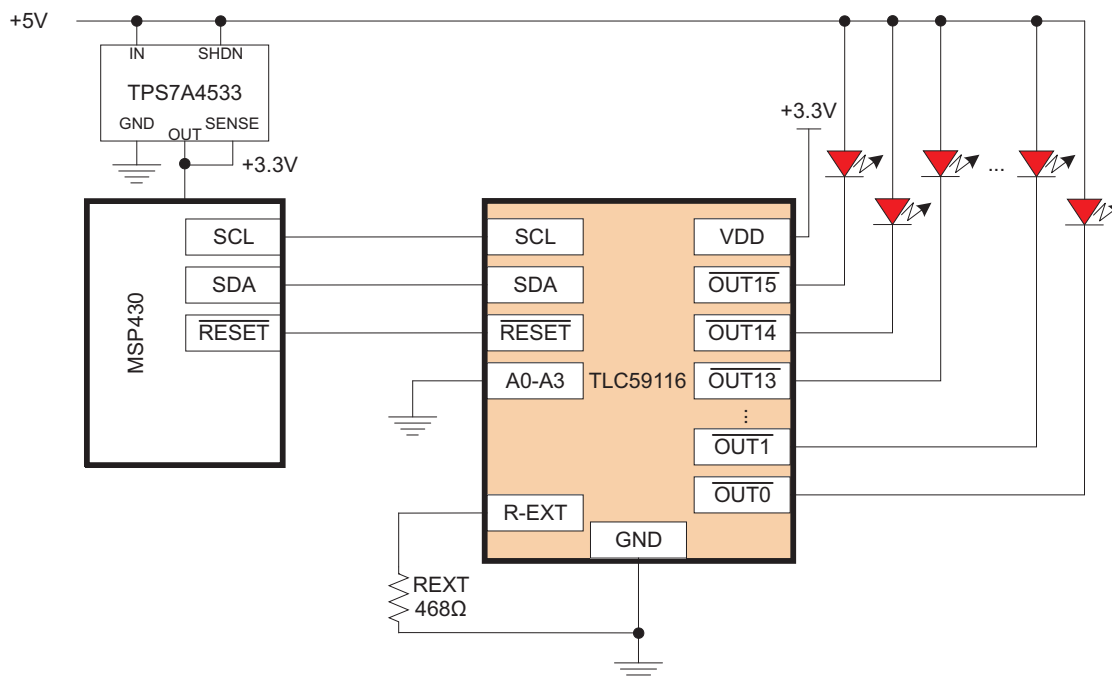 +5V
IN
SHDN
TPS7A4533
GND
OUT
SENSE
+3.3V
+3.3V
MSP430
SCL
SDA
RESET
SCL
SDA
RESET
A0-A3
R-EXT
TLC59116
GND
VDD
OUT15
OUT14
OUT13
...
OUT1
OUT0
...
REXT
468Ω